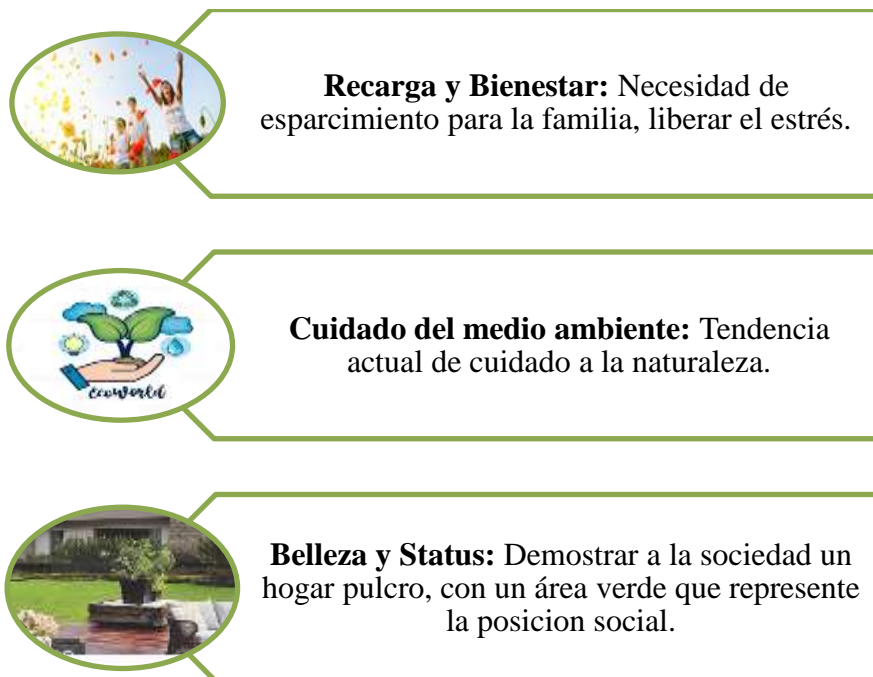 Recarga y Bienestar: Necesidad de
esparcimiento para la familia, liberar el estrés.
ecoworld
Cuidado del medio ambiente: Tendencia
actual de cuidado a la naturaleza.
Belleza y Status: Demostrar a la sociedad un
hogar pulcro, con un área verde que represente
la posicion social.